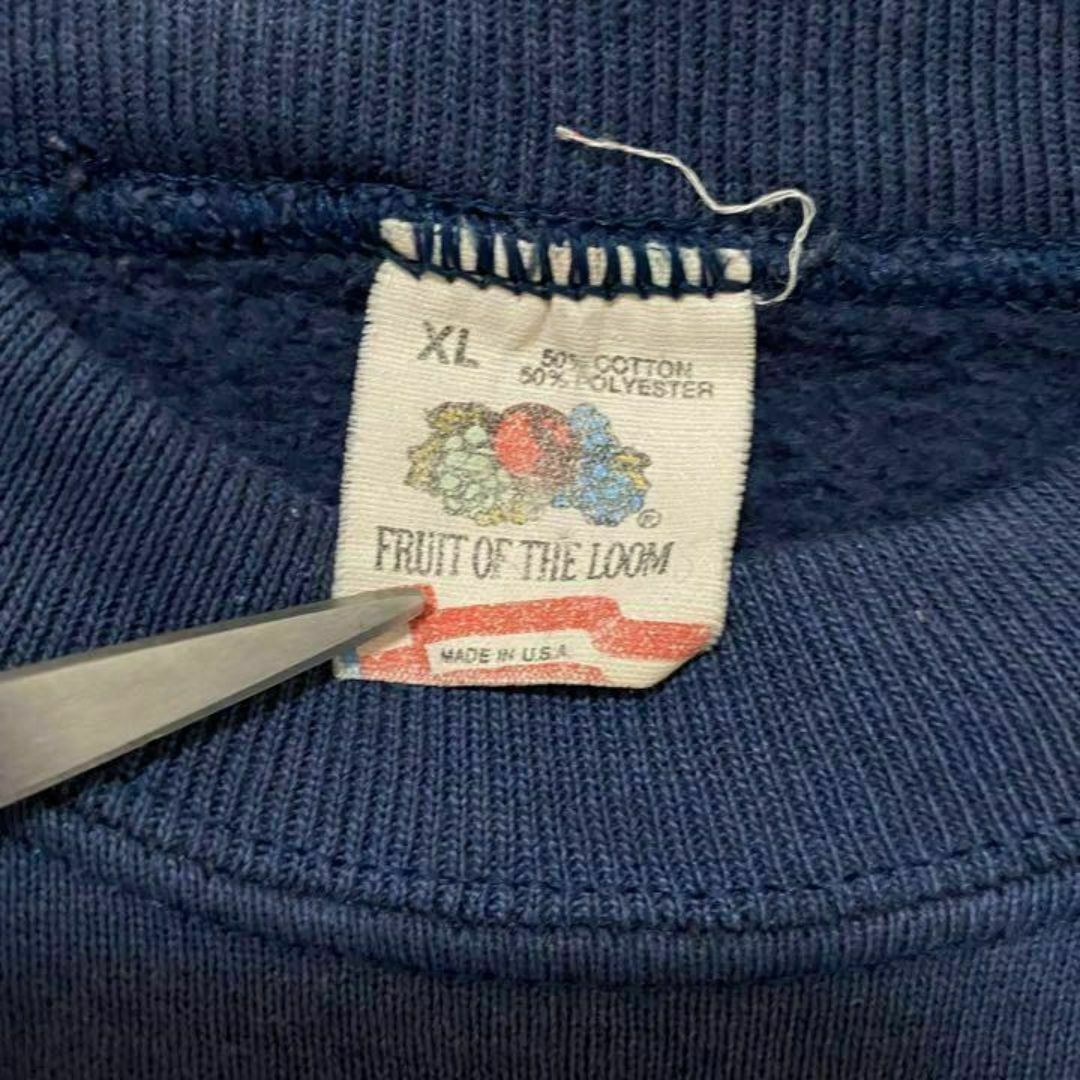 XL
50% COTTON
50% POLYESTER
®
FRUIT OF THE LOOM
MADE IN U.S.A.